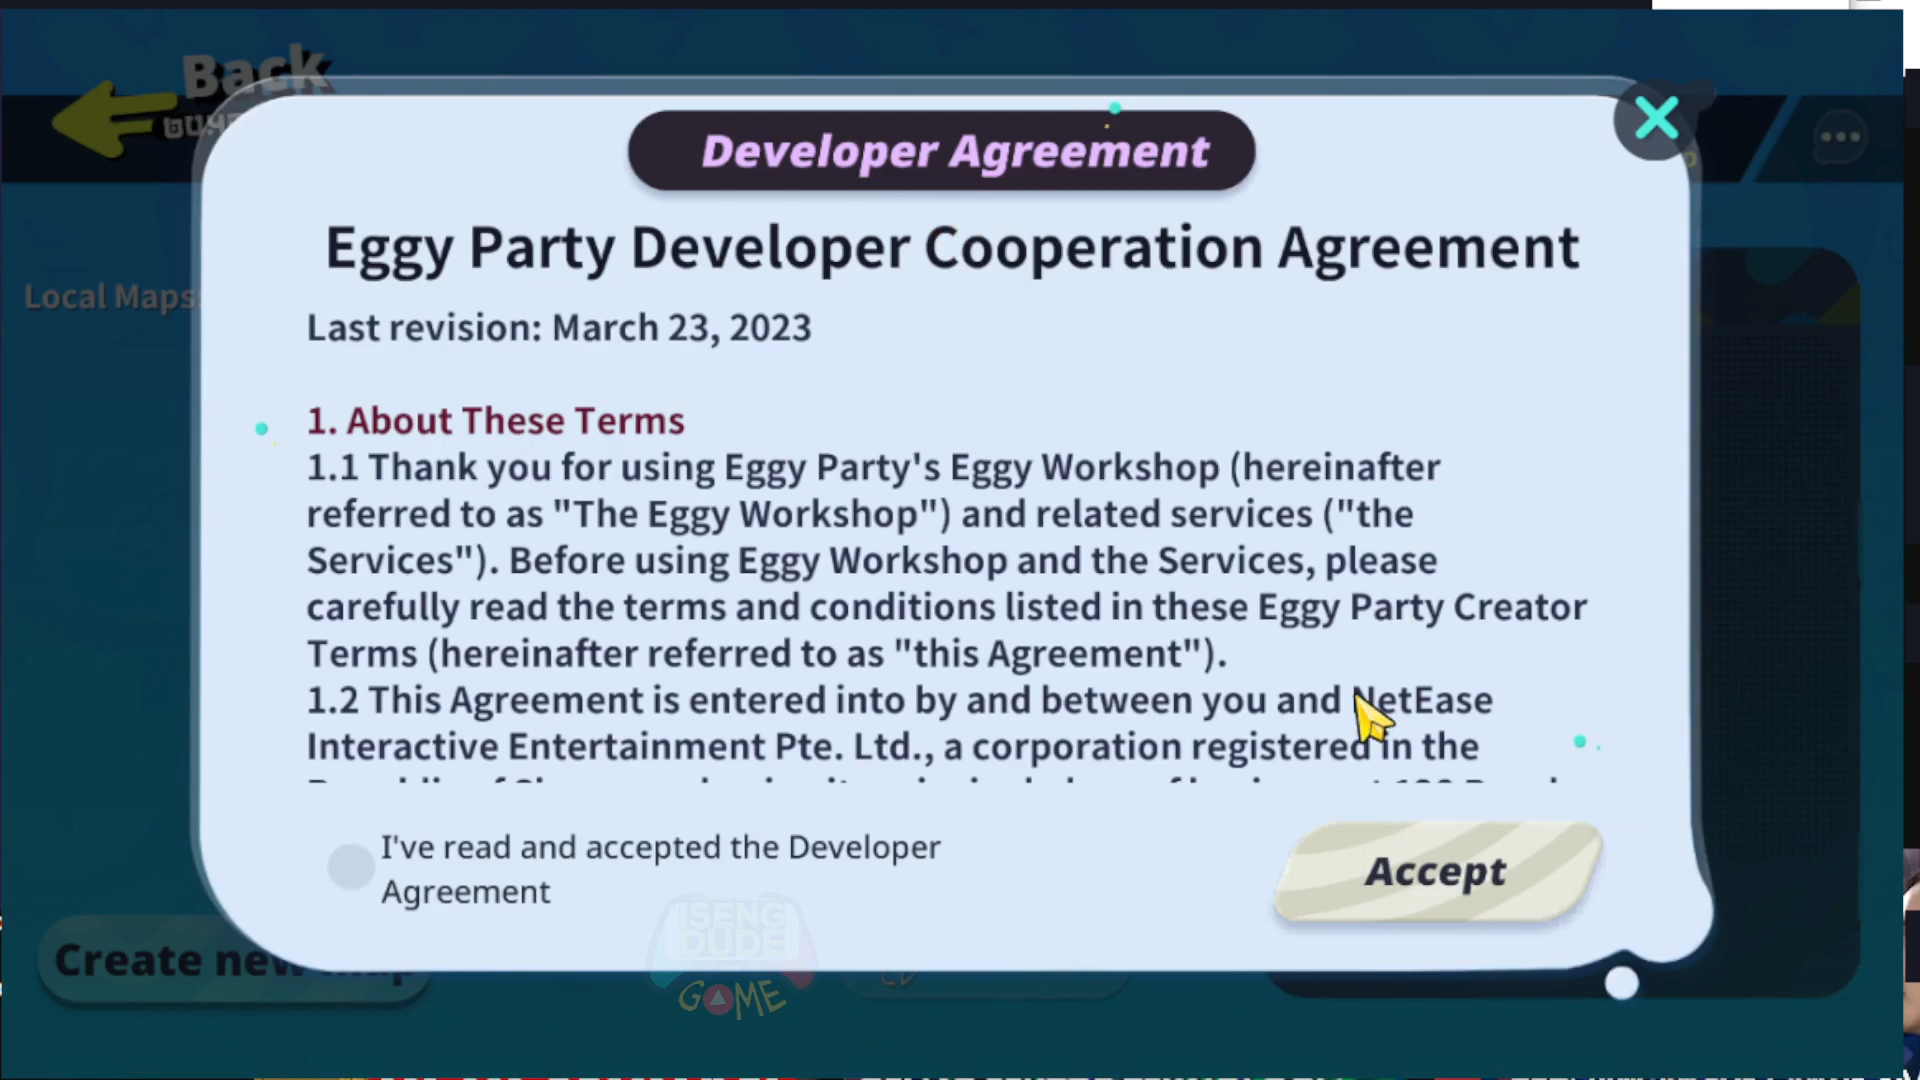 Back
Developer Agreement
Eggy Party Developer Cooperation Agreement
Last revision: March 23, 2023
Local Maps:
1. About These Terms
1.1 Thank you for using Eggy Party's Eggy Workshop (hereinafter
referred to as "The Eggy Workshop") and related services ("the
Services"). Before using Eggy Workshop and the Services, please
carefully read the terms and conditions listed in these Eggy Party Creator
Terms (hereinafter referred to as "this Agreement").
1.2 This Agreement is entered into by and between you and NetEase
Interactive Entertainment Pte. Ltd., a corporation registered in the
I've read and accepted the Developer
Agreement
Accept
Create new map
ISENG
DUDE
GAME